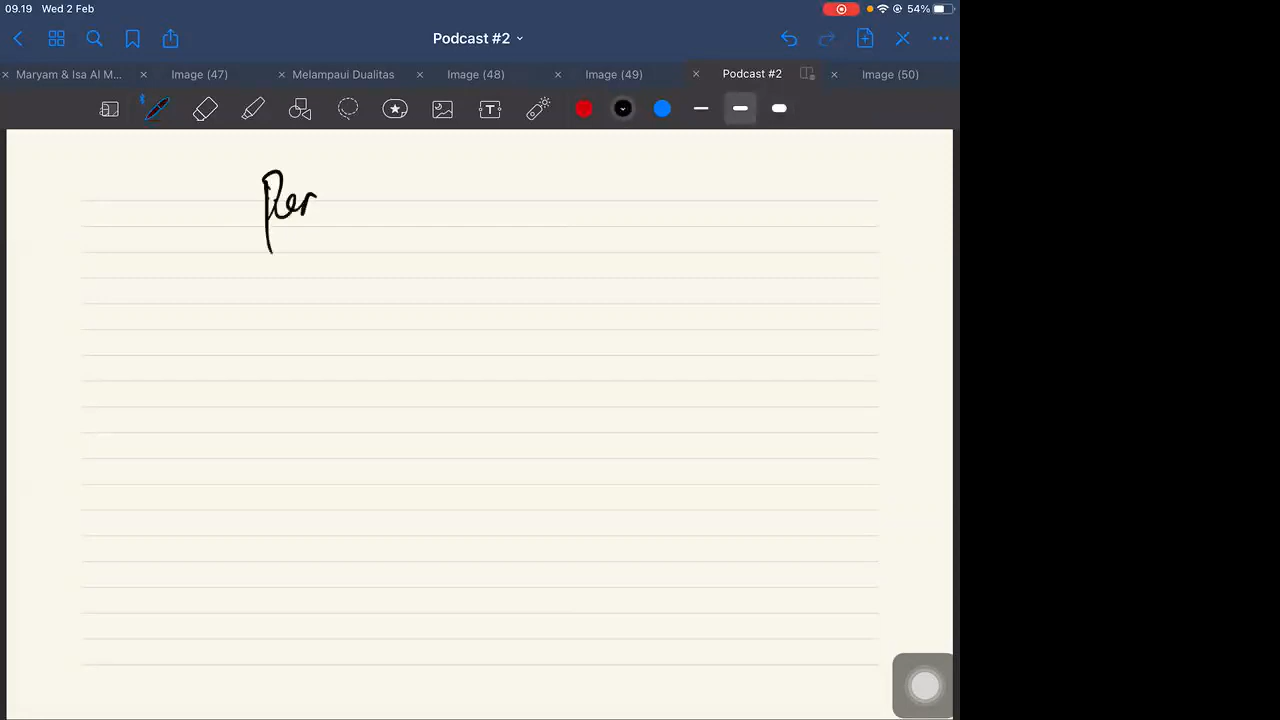 09.19 Wed 2 Feb 54%
Podcast #2
Maryam & Isa Al M... Image (47) Melampaui Dualitas Image (48) Image (49) Podcast #2 Image (50)
Per